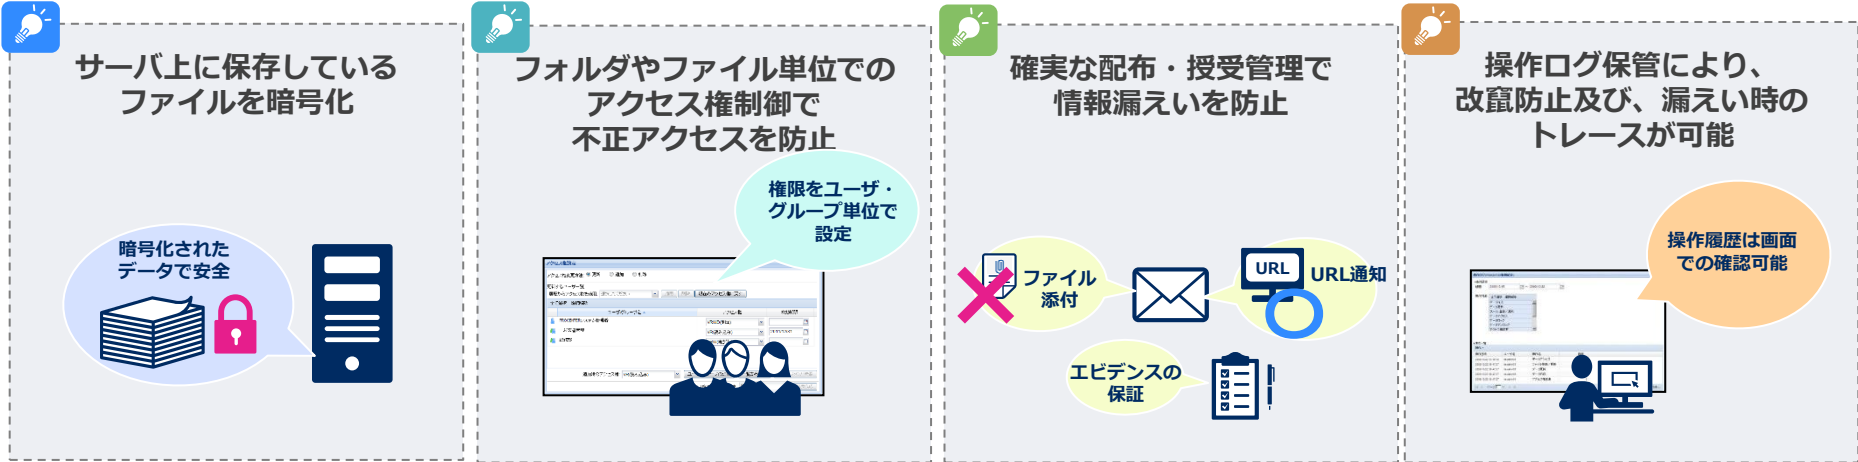 サーバ上に保存している
ファイルを暗号化
暗号化された
データで安全
フォルダやファイル単位での
アクセス権制御で
不正アクセスを防止
権限をユーザ・
グループ単位で
設定
確実な配布・授受管理で
情報漏えいを防止
ファイル
添付
URL
URL通知
エビデンスの
保証
操作ログ保管により、
改竄防止及び、漏えい時の
トレースが可能
操作履歴は画面
での確認可能